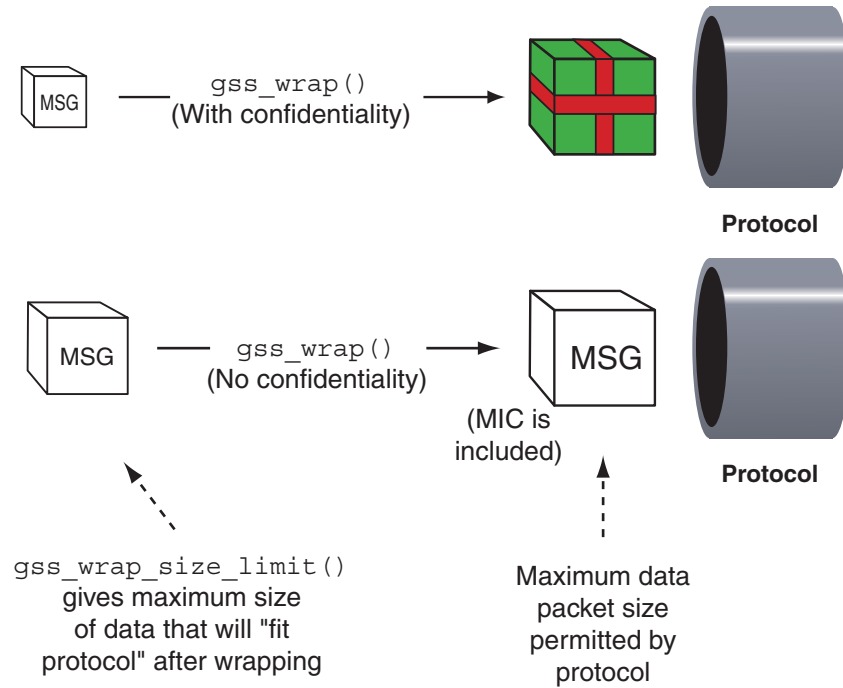 MSG
gss_wrap()
(With confidentiality)
Protocol
MSG
gss_wrap()
(No confidentiality)
MSG
(MIC is
included)
Protocol
gss_wrap_size_limit()
gives maximum size
of data that will "fit
protocol" after wrapping
Maximum data
packet size
permitted by
protocol